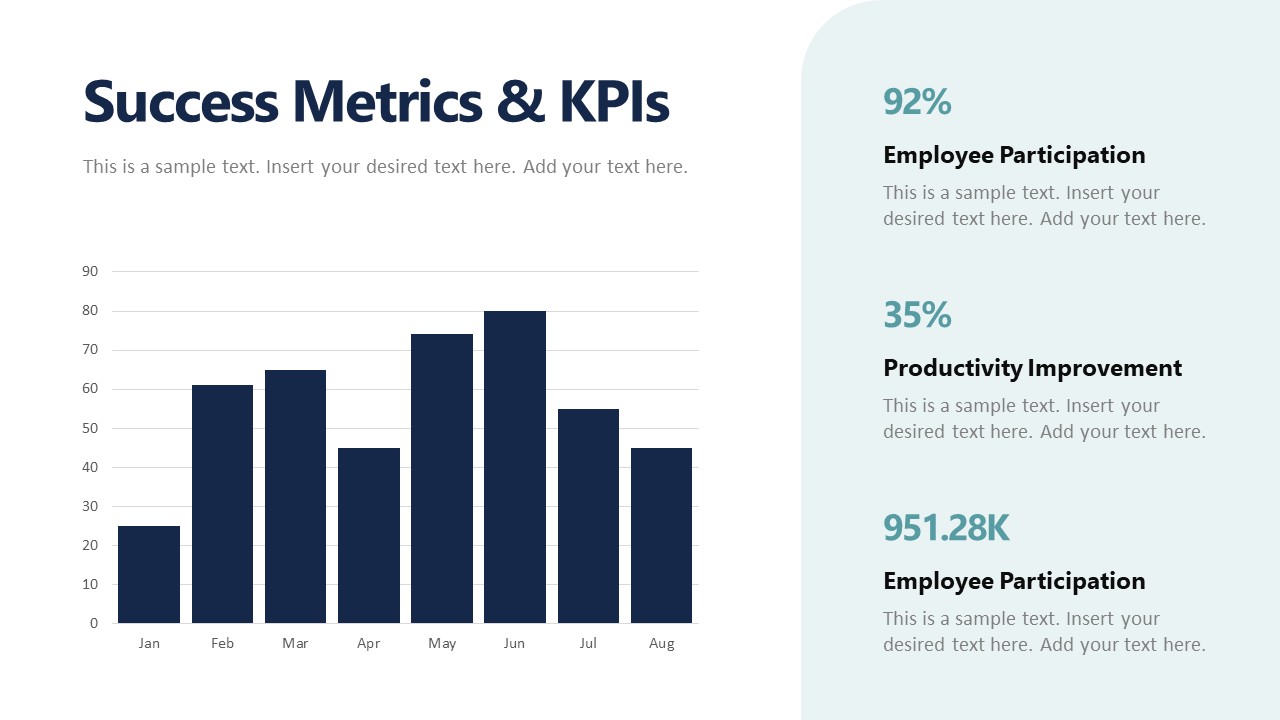 Success Metrics & KPIs
This is a sample text. Insert your desired text here. Add your text here.
90
80
70
60
50
40
30
20
10
0
Jan Feb Mar Apr May Jun Jul Aug
92%
Employee Participation
This is a sample text. Insert your
desired text here. Add your text here.
35%
Productivity Improvement
This is a sample text. Insert your
desired text here. Add your text here.
951.28K
Employee Participation
This is a sample text. Insert your
desired text here. Add your text here.